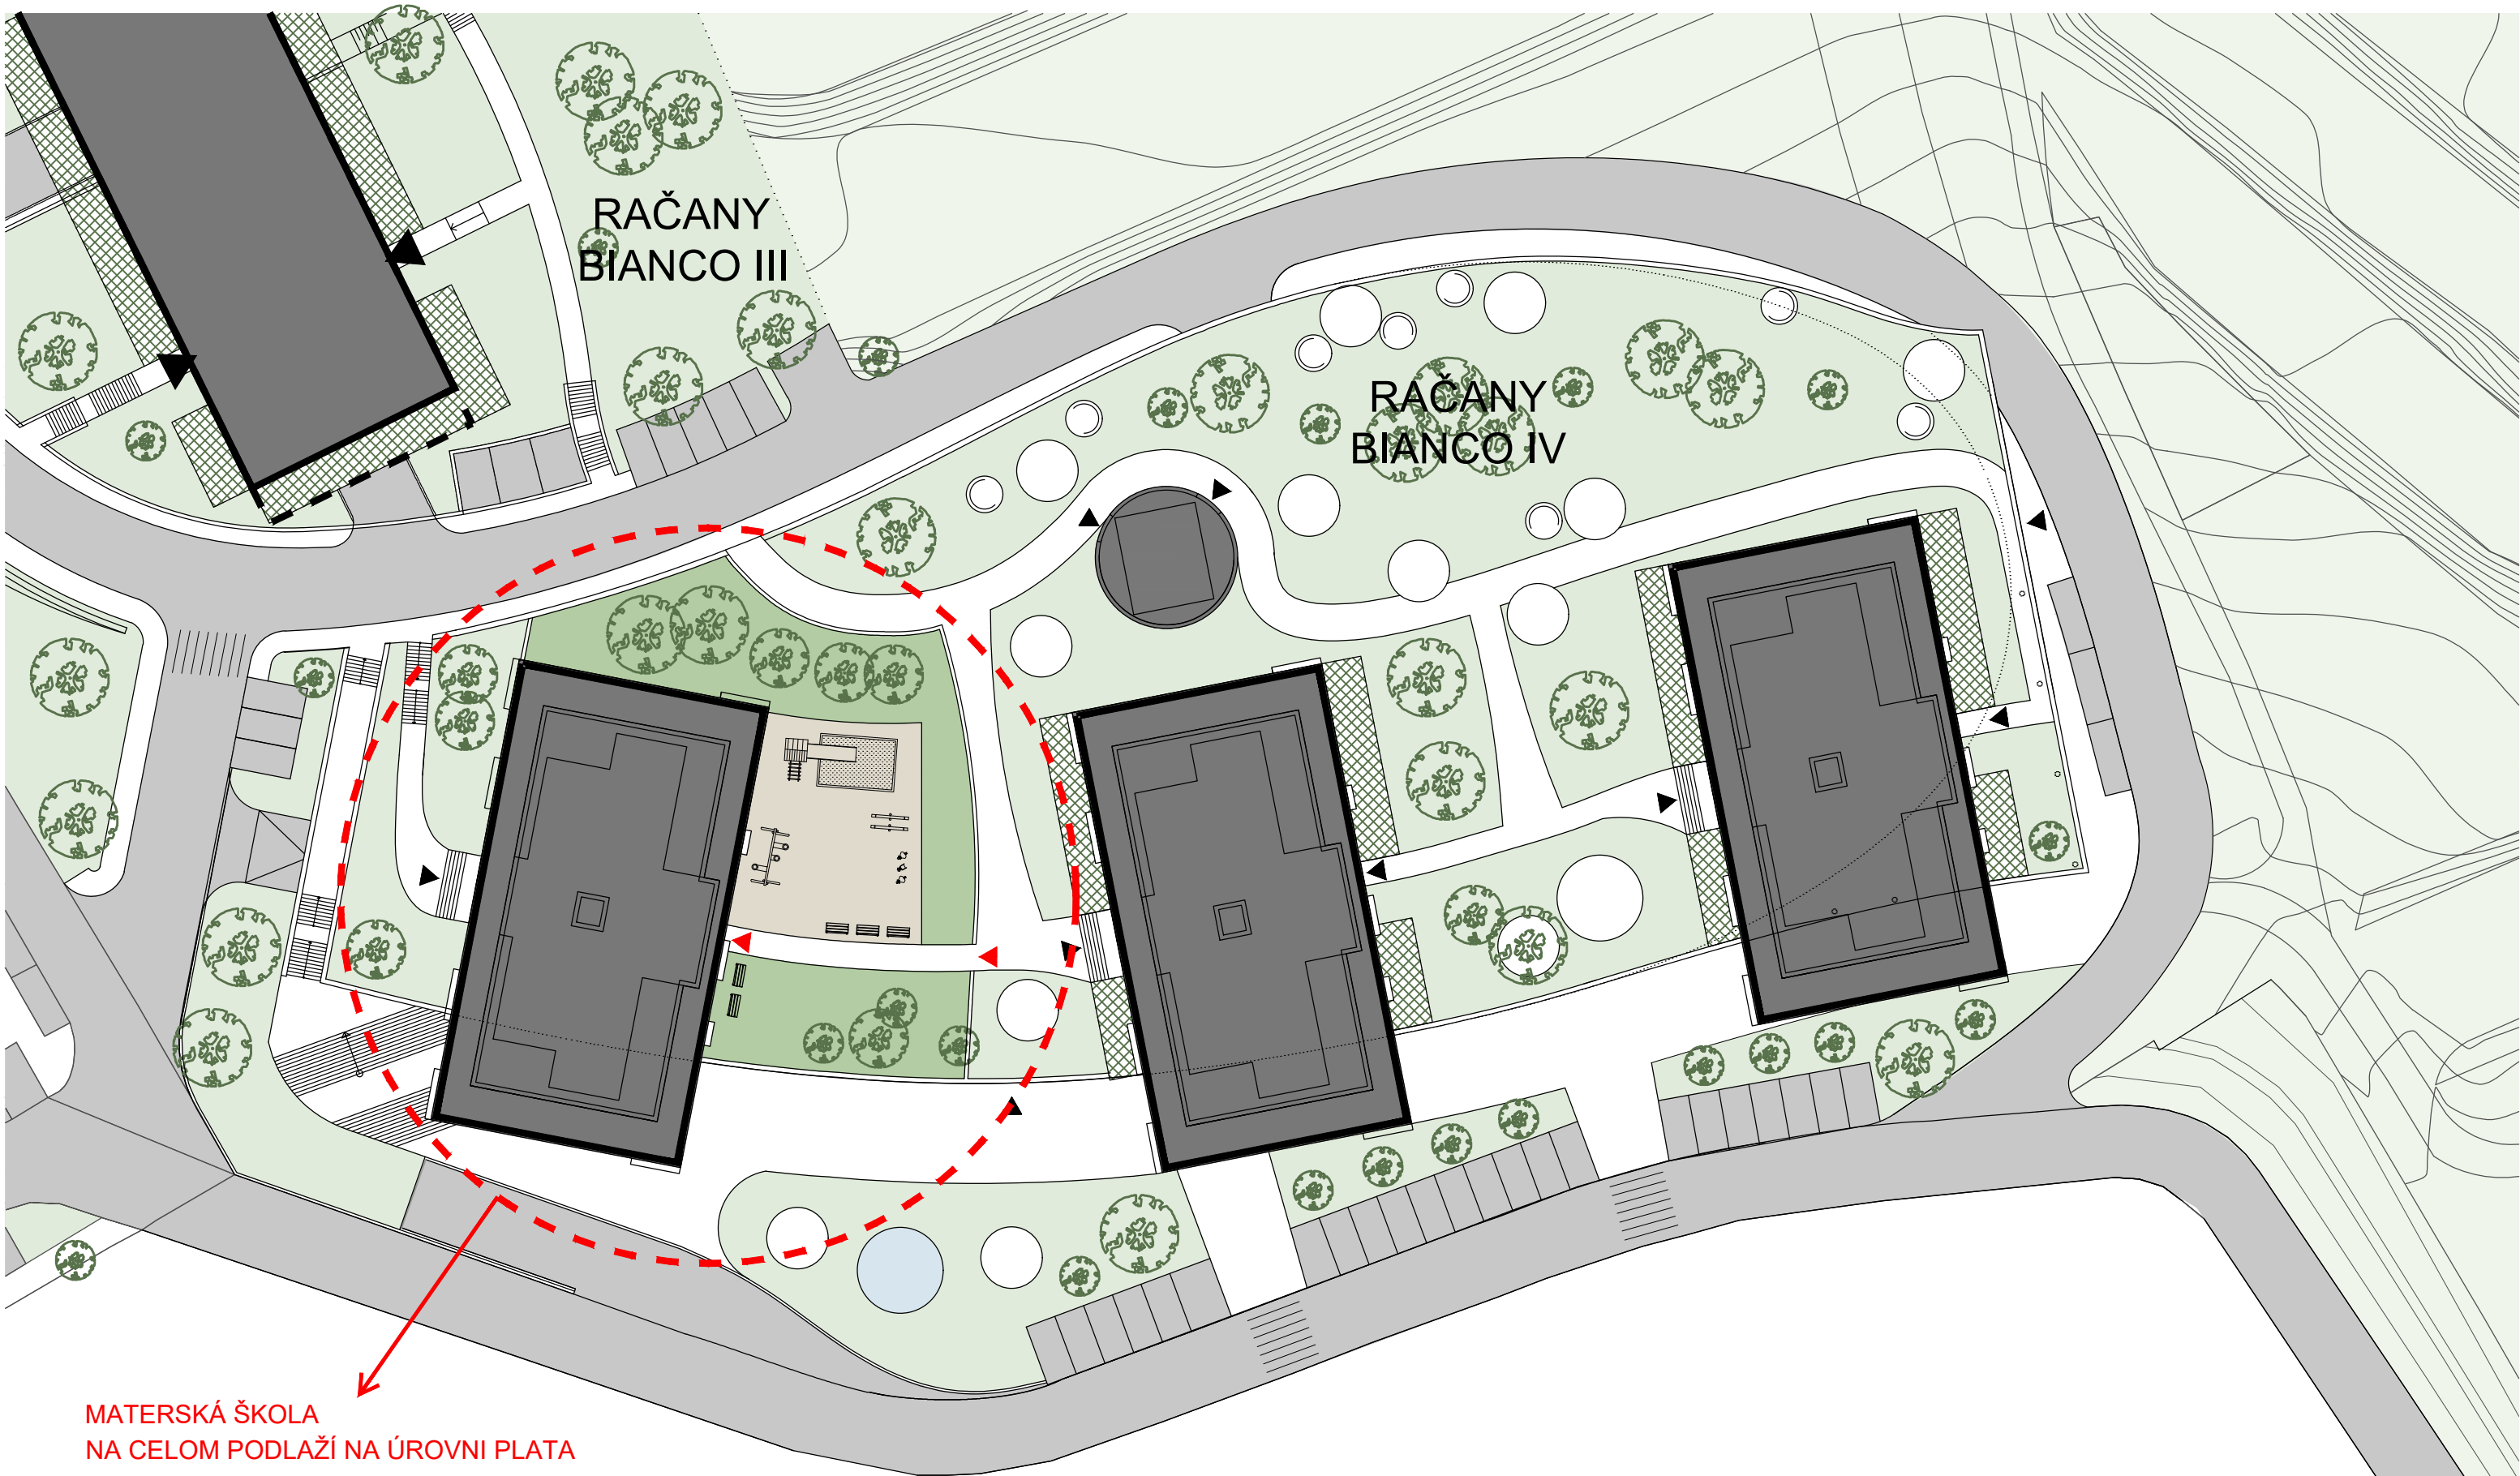 RAČANY
BIANCO III
RAČANY
BIANCO IV
MATERSKÁ ŠKOLA
NA CELOM PODLAŽÍ NA ÚROVNI PLATA